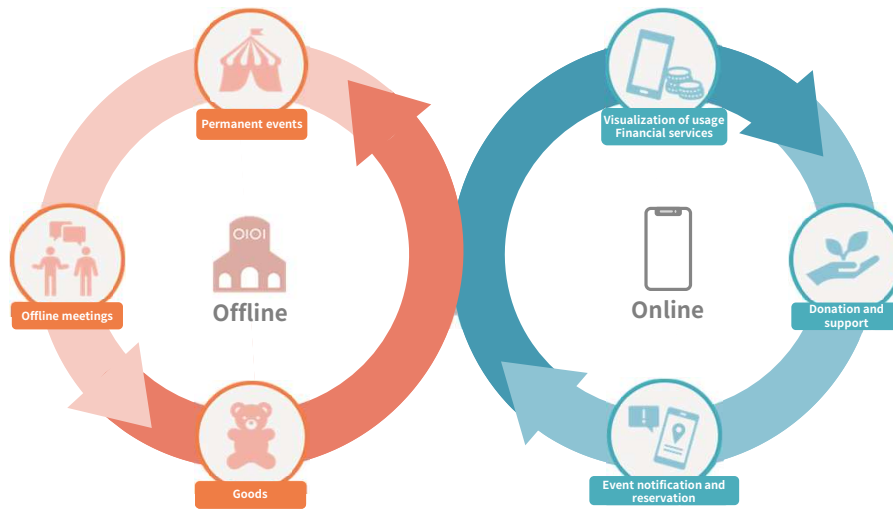 Permanent events
Visualization of usage
Financial services
OIOI
Offline meetings
Offline
Online
Donation and
support
!
Goods
Event notification and
reservation